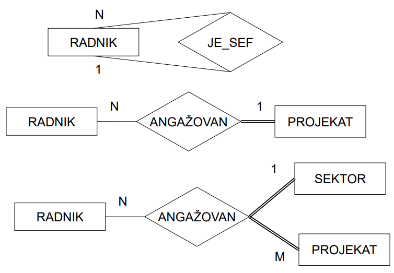 N
RADNIK
JE_SEF
1
N
1
RADNIK
ANGAŽOVAN
PROJEKAT
1
SEKTOR
N
RADNIK
ANGAŽOVAN
M
PROJEKAT